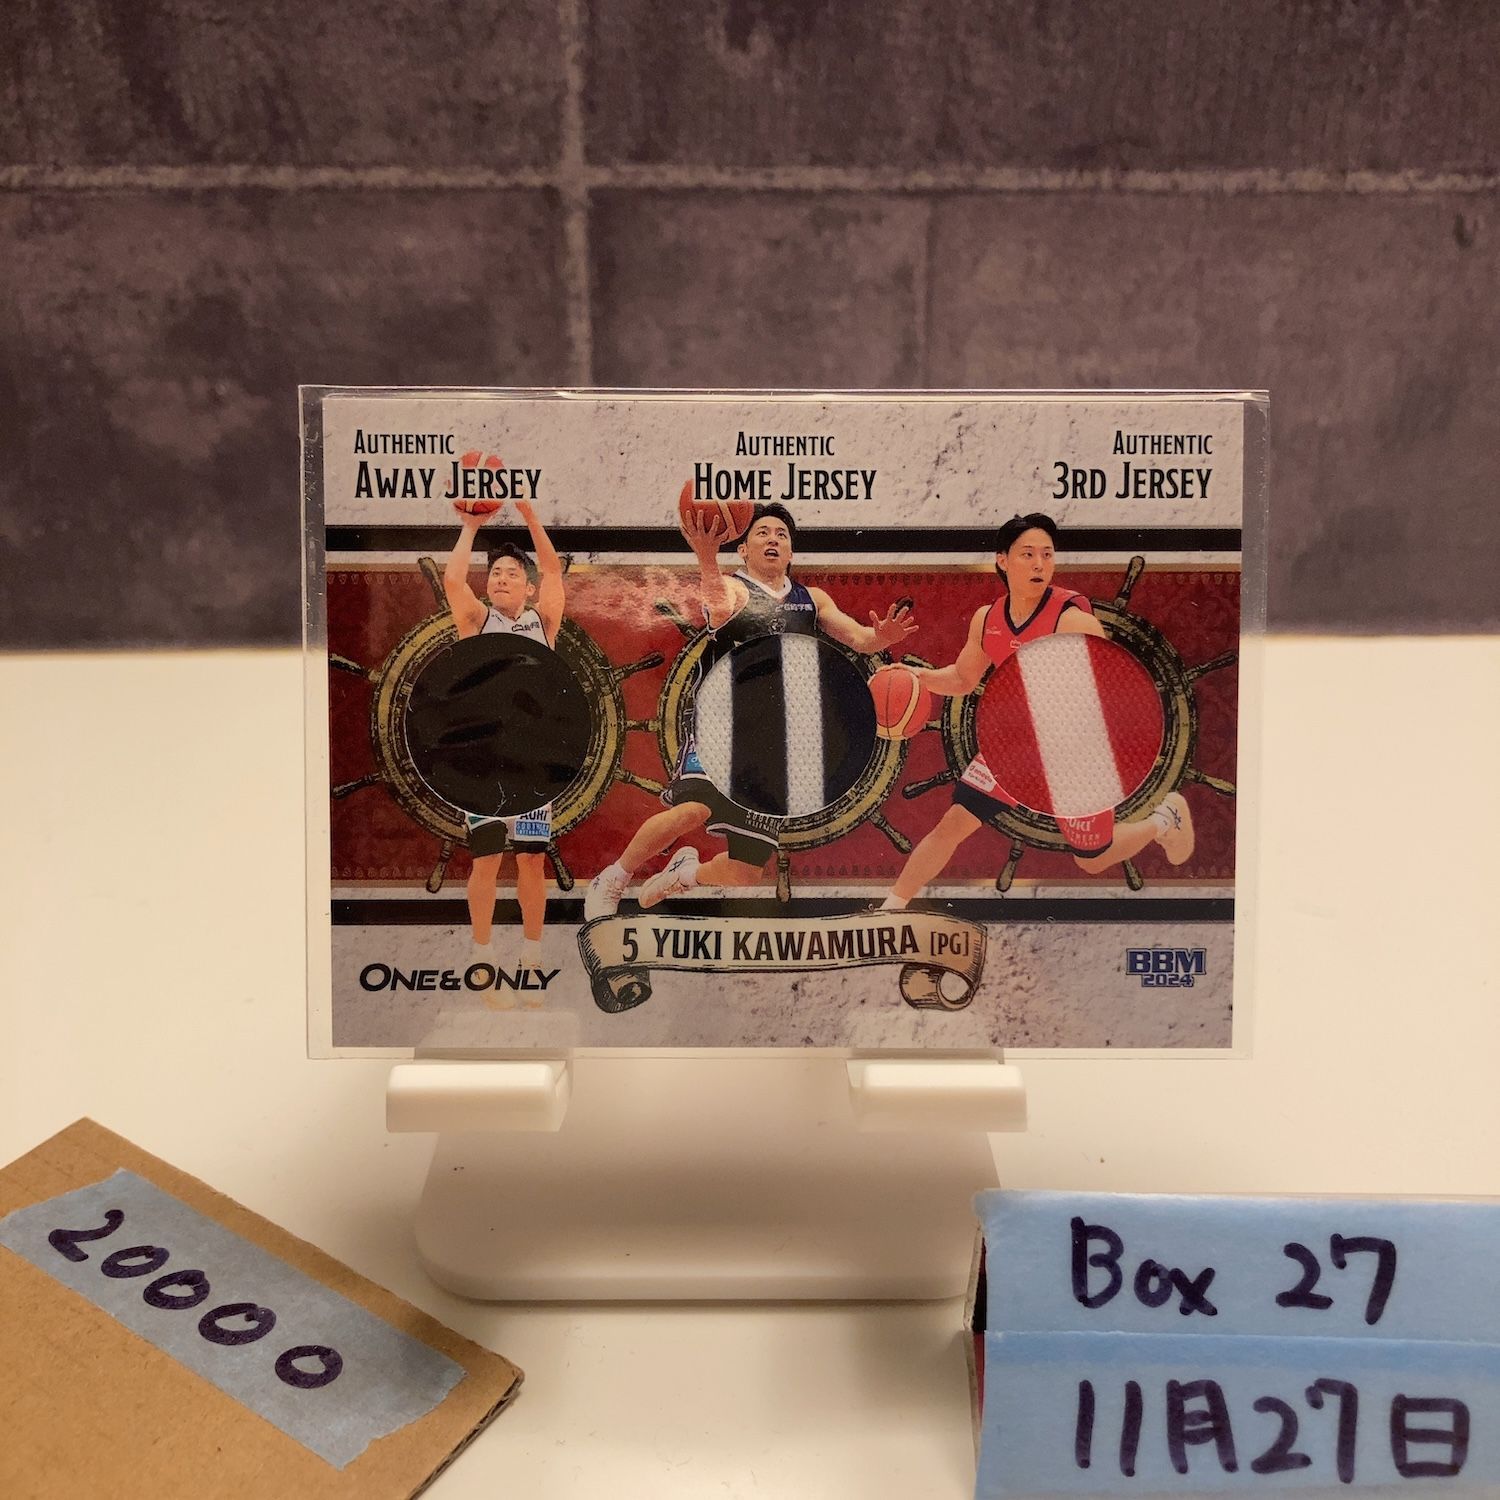 AUTHENTIC
AWAY JERSEY
AUTHENTIC
HOME JERSEY
AUTHENTIC
3RD JERSEY
5 YUKI KAWAMURA [PG]
ONE&ONLY
BBM
2024
20000
Box 27
11月27日